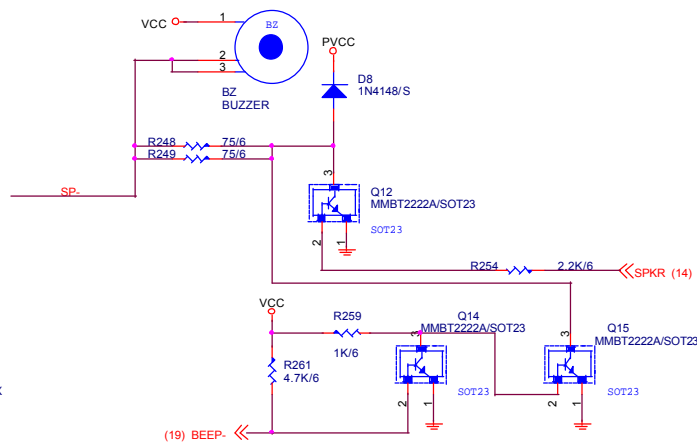 VCC
1
BZ
2
3
BZ
BUZZER
PVCC
D8
1N4148/S
R248
75/6
R249
75/6
SP-
3
Q12
MMBT2222A/SOT23
SOT23
2
1
R254
2.2K/6
SPKR (14)
VCC
R259
1K/6
Q14
MMBT2222A/SOT23
3
SOT23
2
1
Q15
MMBT2222A/SOT23
3
SOT23
2
1
R261
4.7K/6
X
(19) BEEP-